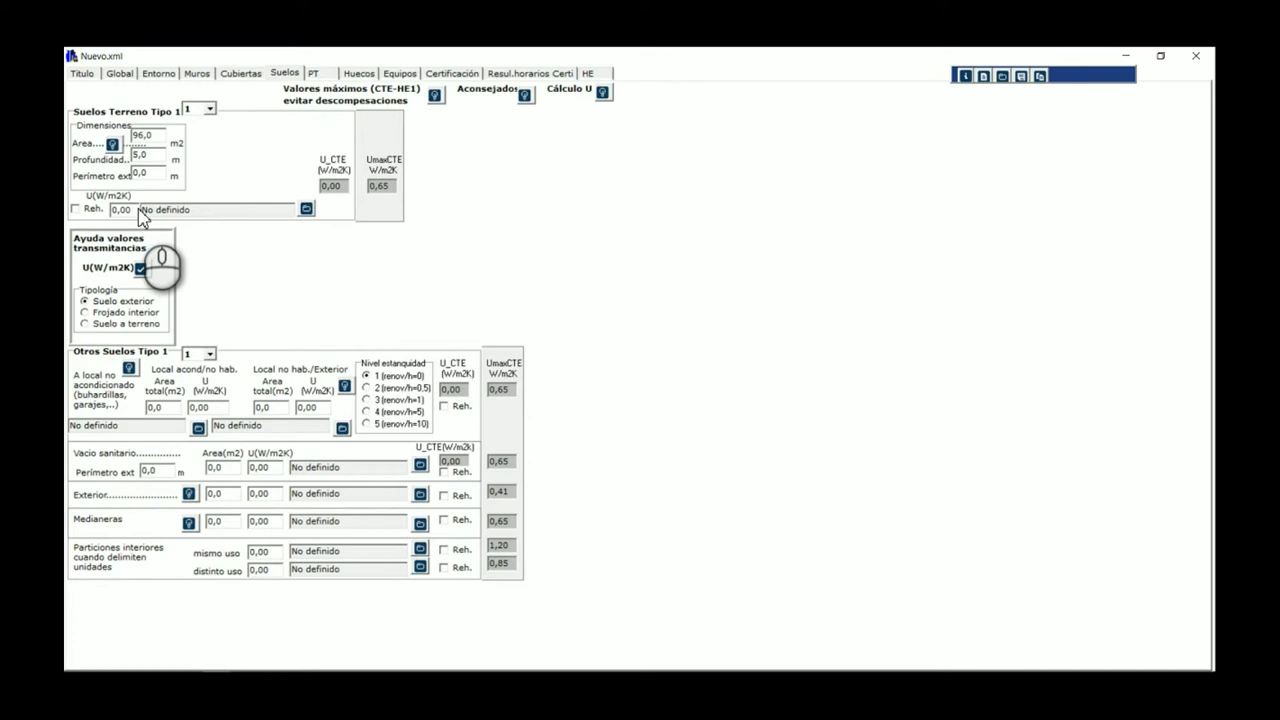 Nuevo.xml
Titulo Global Entorno Muros Cubiertas Suelos PT Huecos Equipos Certificación Resul.horarios Certi HE
Valores máximos (CTE-HE1) Aconsejados Cálculo U
evitar descompesaciones
Suelos Terreno Tipo 1 1
Dimensiones
Area.... ....... 96,0 m2
Profundidad.. 5,0 m
Perímetro ext 0,0 m
U_CTE UmaxCTE
(W/m2K) W/m2K
0,00 0,65
U(W/m2K)
Reh. 0,00 No definido
Ayuda valores
transmitancias
U(W/m2K)
Tipología
Suelo exterior
Frojado interior
Suelo a terreno
Otros Suelos Tipo 1 1
A local no
acondicionado
(buhardillas,
garajes,..)
Local acond/no hab.
Area U
total(m2) (W/m2K)
0,0 0,00
Local no hab./Exterior
Area U
total(m2) (W/m2K)
0,0 0,00
Nivel estanquidad
1 (renov/h=0)
2 (renov/h=0,5)
3 (renov/h=1)
4 (renov/h=5)
5 (renov/h=10)
U_CTE UmaxCTE
(W/m2K) W/m2K
0,00 0,65
Reh.
No definido No definido
Vacio sanitario............... Area(m2) U(W/m2K) U_CTE(W/m2k)
Perímetro ext 0,0 m 0,0 0,00 No definido 0,00 0,65
Reh.
Exterior........................ 0,0 0,00 No definido Reh. 0,41
Medianeras 0,0 0,00 No definido Reh. 0,65
Particiones interiores
cuando delimiten
unidades
mismo uso 0,00 No definido Reh. 1,20
distinto uso 0,00 No definido Reh. 0,85